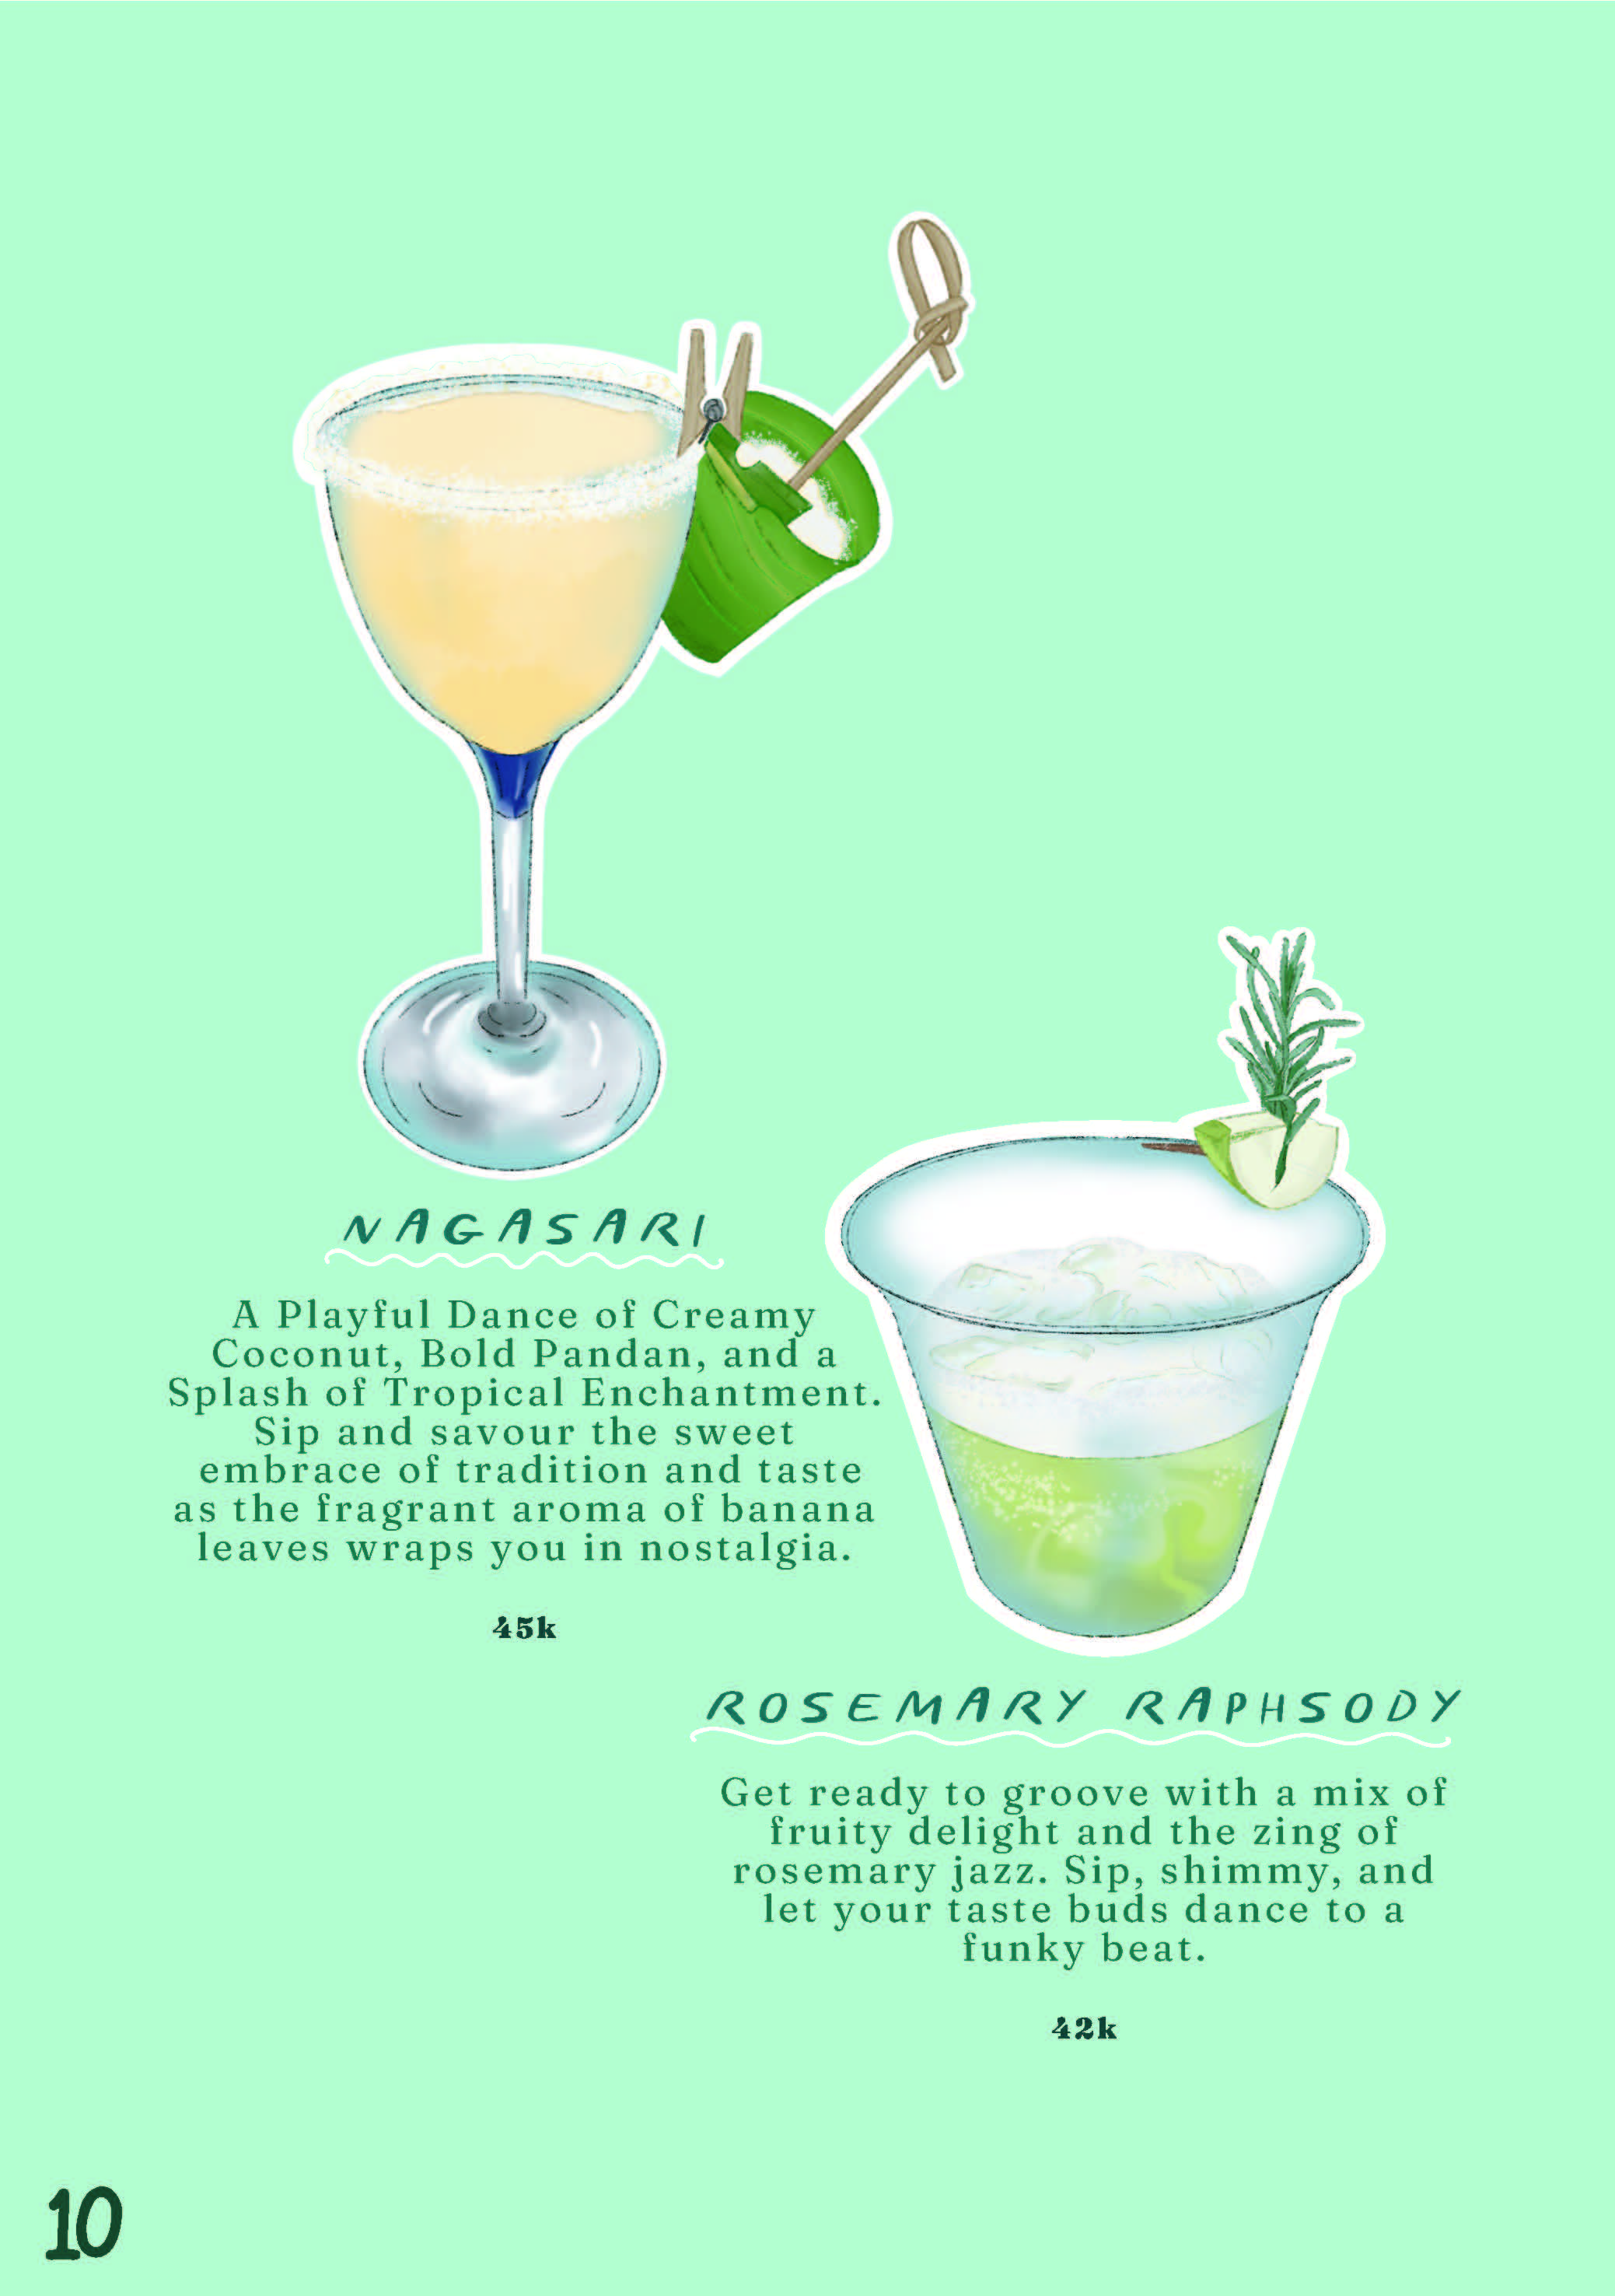 NAGASARI
A Playful Dance of Creamy
Coconut, Bold Pandan, and a
Splash of Tropical Enchantment.
Sip and savour the sweet
embrace of tradition and taste
as the fragrant aroma of banana
leaves wraps you in nostalgia.
45k
ROSEMARY RAPHSODY
Get ready to groove with a mix of
fruity delight and the zing of
rosemary jazz. Sip, shimmy, and
let your taste buds dance to a
funky beat.
42k
10